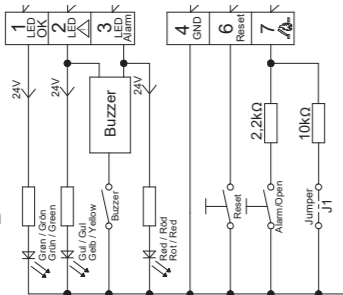 1
LED
OK
2
LED
3
LED
Alarm
4
GND
6
Reset
7
24V
24V
24V
Buzzer
2,2kΩ
10kΩ
Grøn / Grön
Grün / Green
Gul / Gul
Gelb / Yellow
Buzzer
Rød / Röd
Rot / Red
Reset
Alarm/Open
Jumper
J1